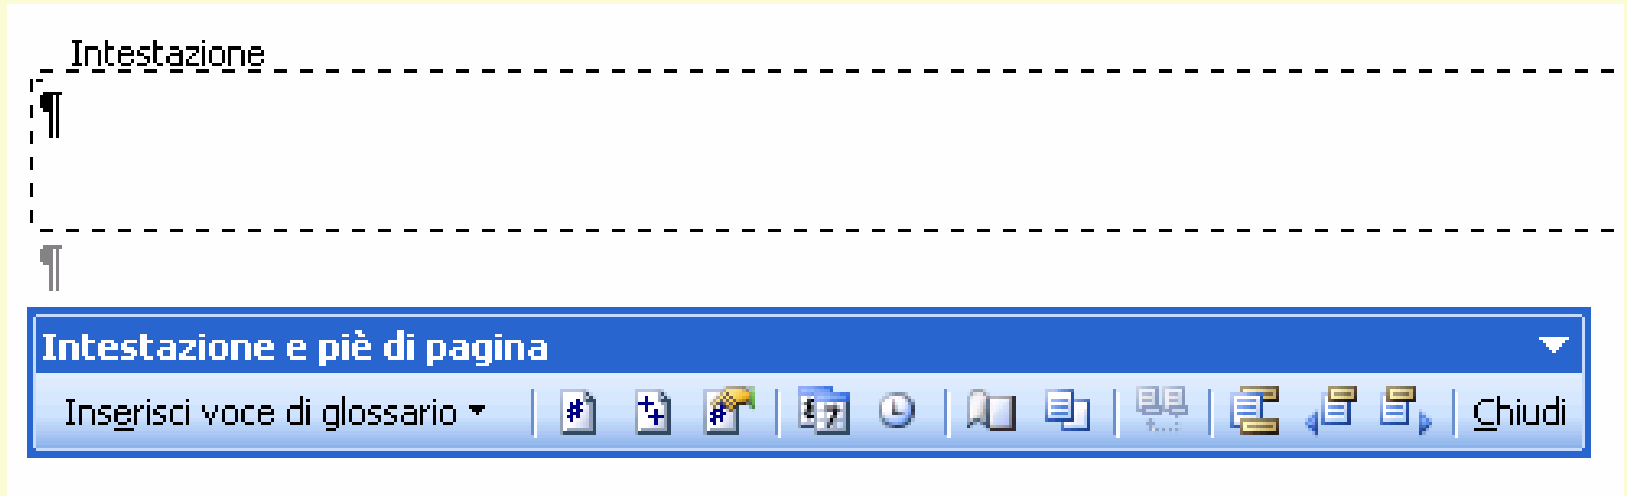 Intestazione
¶
¶
Intestazione e piè di pagina
Inserisci voce di glossario Chiudi